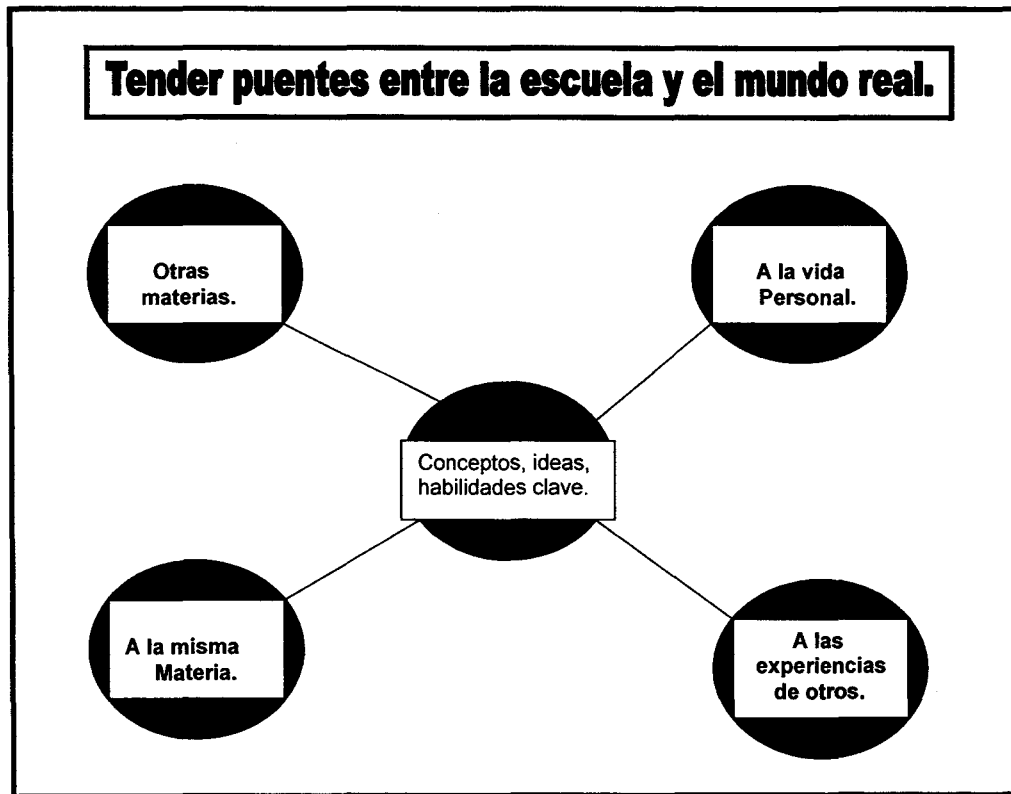 Tender puentes entre la escuela y el mundo real.
Otras
materias.
A la vida
Personal.
Conceptos, ideas,
habilidades clave.
A la misma
Materia.
A las
experiencias
de otros.